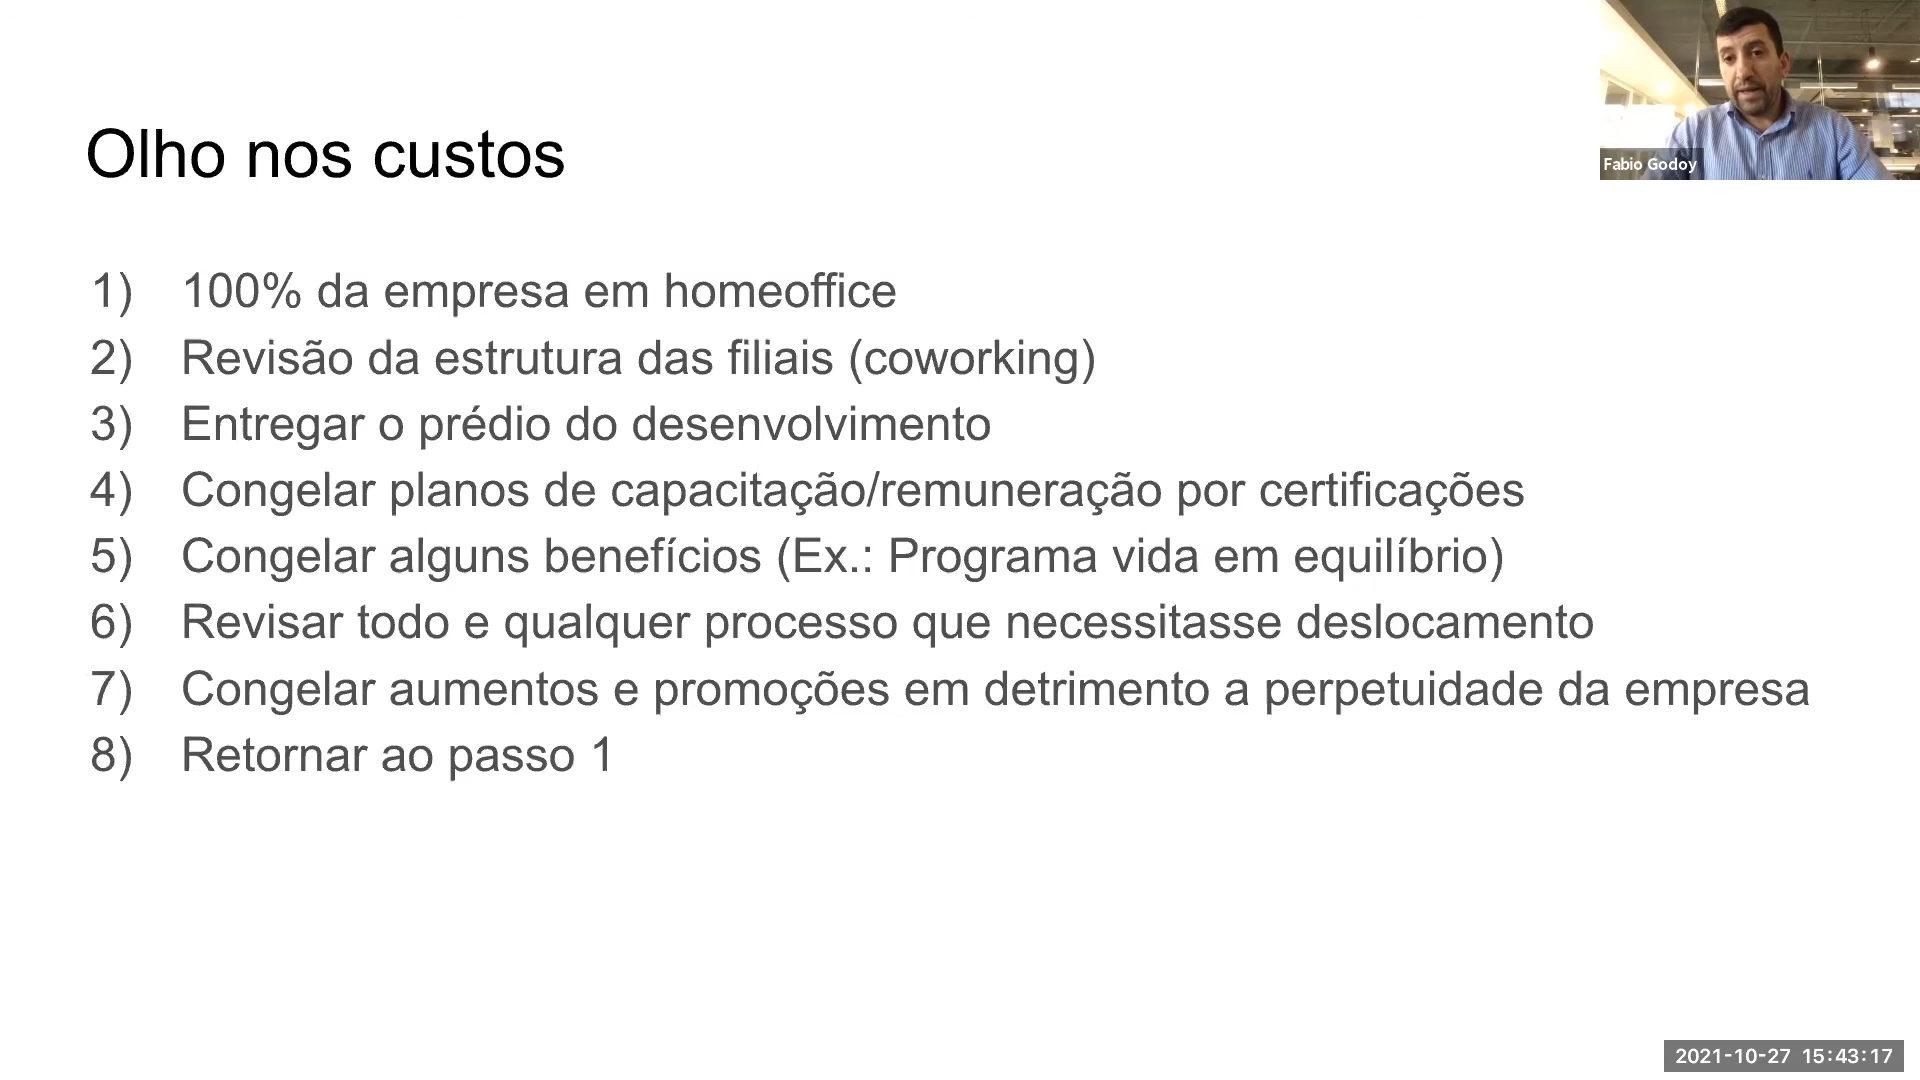 Olho nos custos
Fabio Godoy
1) 100% da empresa em homeoffice
2) Revisão da estrutura das filiais (coworking)
3) Entregar o prédio do desenvolvimento
4) Congelar planos de capacitação/remuneração por certificações
5) Congelar alguns benefícios (Ex.: Programa vida em equilíbrio)
6) Revisar todo e qualquer processo que necessitasse deslocamento
7) Congelar aumentos e promoções em detrimento a perpetuidade da empresa
8) Retornar ao passo 1
2021-10-27 15:43:17